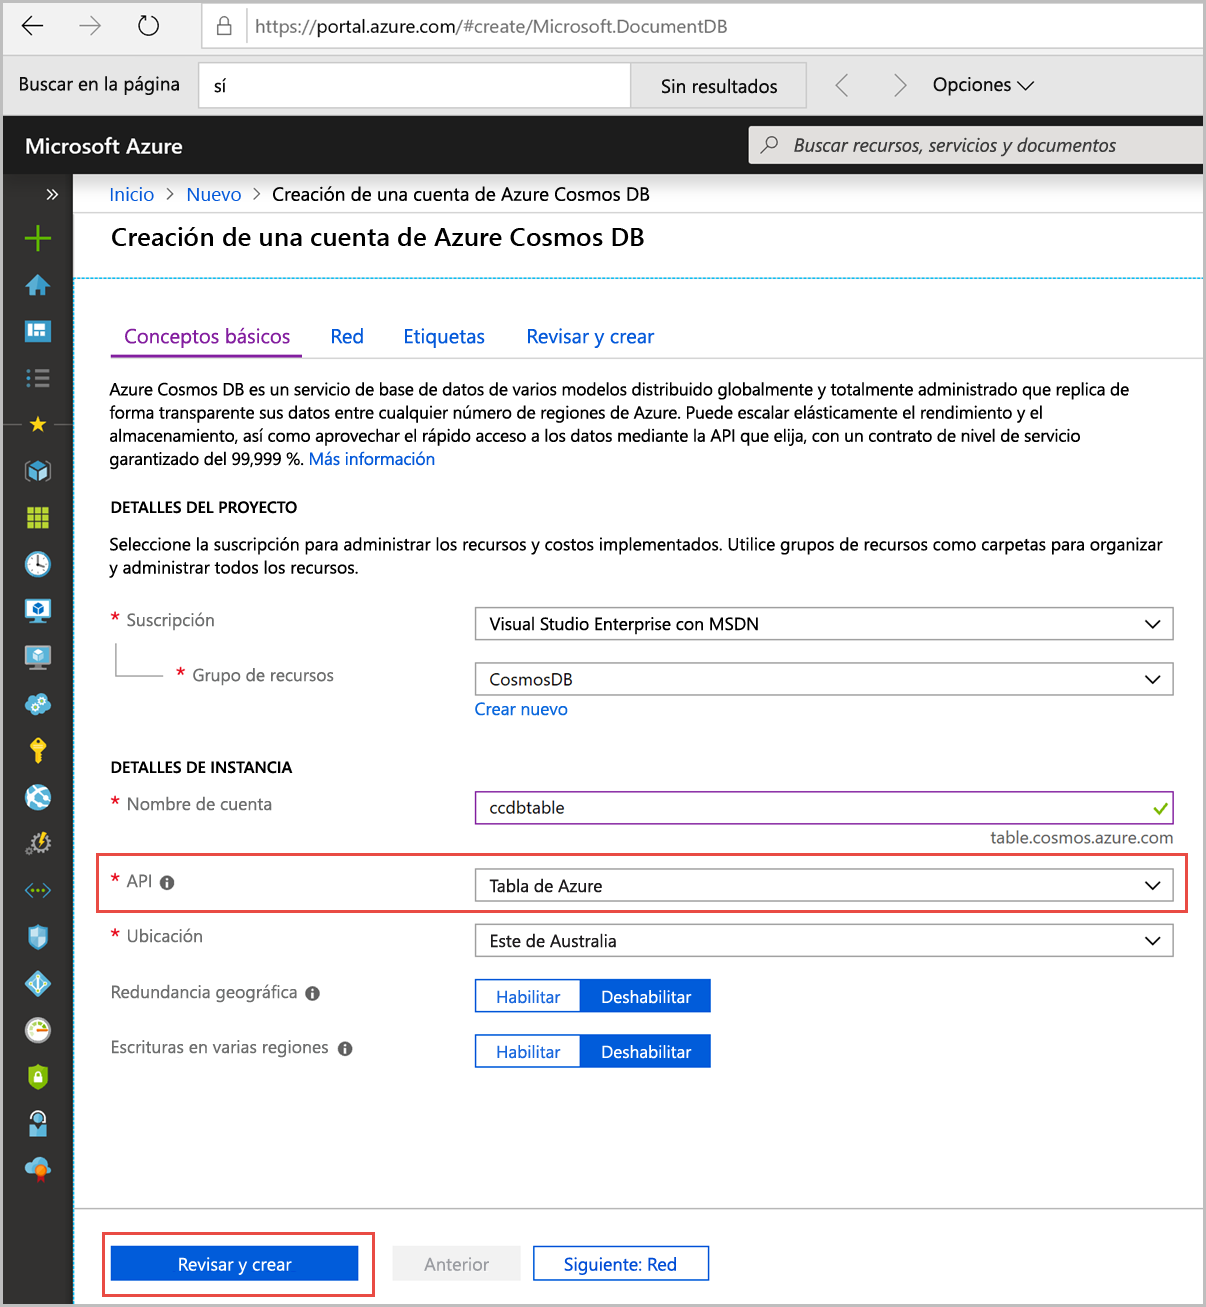 https://portal.azure.com/#create/Microsoft.DocumentDB
Buscar en la página
sí
Sin resultados
Opciones
Microsoft Azure
Buscar recursos, servicios y documentos
Inicio > Nuevo > Creación de una cuenta de Azure Cosmos DB
Creación de una cuenta de Azure Cosmos DB
Conceptos básicos Red Etiquetas Revisar y crear
Azure Cosmos DB es un servicio de base de datos de varios modelos distribuido globalmente y totalmente administrado que replica de
forma transparente sus datos entre cualquier número de regiones de Azure. Puede escalar elásticamente el rendimiento y el
almacenamiento, así como aprovechar el rápido acceso a los datos mediante la API que elija, con un contrato de nivel de servicio
garantizado del 99,999 %. Más información
DETALLES DEL PROYECTO
Seleccione la suscripción para administrar los recursos y costos implementados. Utilice grupos de recursos como carpetas para organizar
y administrar todos los recursos.
* Suscripción
Visual Studio Enterprise con MSDN
* Grupo de recursos
CosmosDB
Crear nuevo
DETALLES DE INSTANCIA
* Nombre de cuenta
ccdbtable
table.cosmos.azure.com
* API
Tabla de Azure
* Ubicación
Este de Australia
Redundancia geográfica
Habilitar Deshabilitar
Escrituras en varias regiones
Habilitar Deshabilitar
Revisar y crear
Anterior
Siguiente: Red